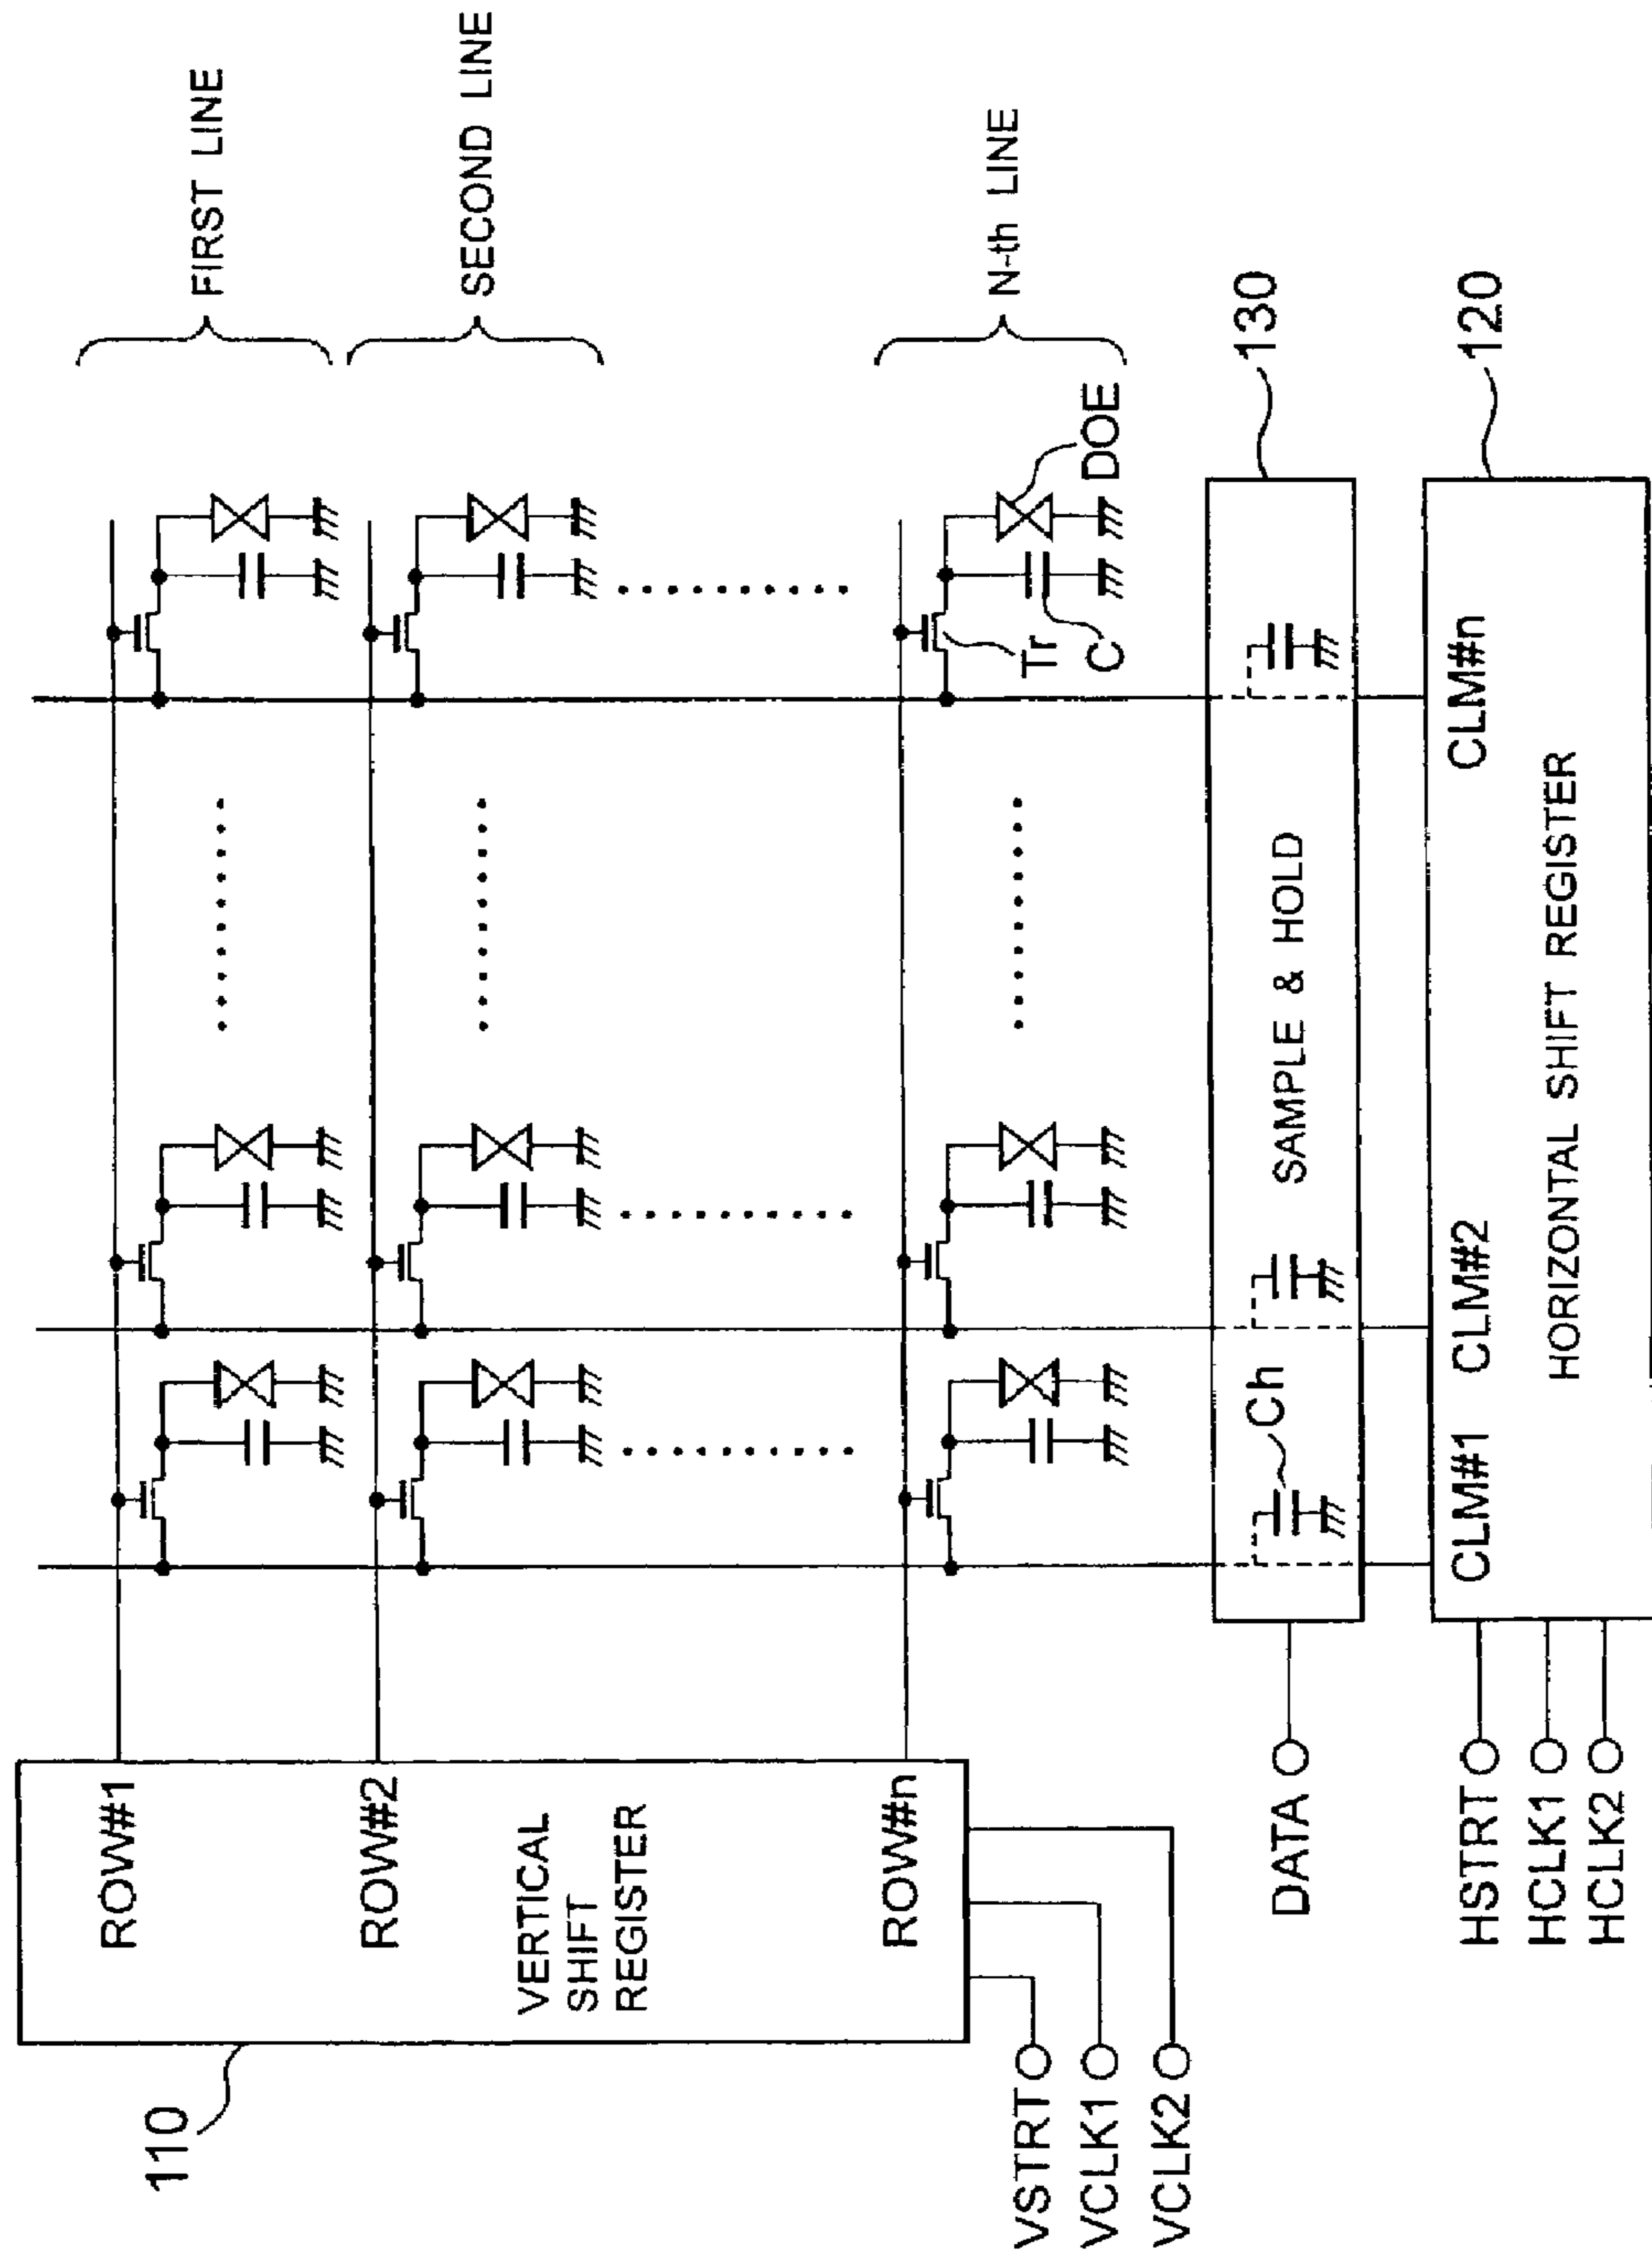 FIRST LINE
SECOND LINE
N-th LINE
110
ROW#1
ROW#2
VERTICAL
SHIFT
REGISTER
ROW#n
VSTRT
VCLK1
VCLK2
Tr
C
DOE
130
DATA
Ch
SAMPLE & HOLD
120
CLM#1
CLM#2
CLM#n
HORIZONTAL SHIFT REGISTER
HSTRT
HCLK1
HCLK2